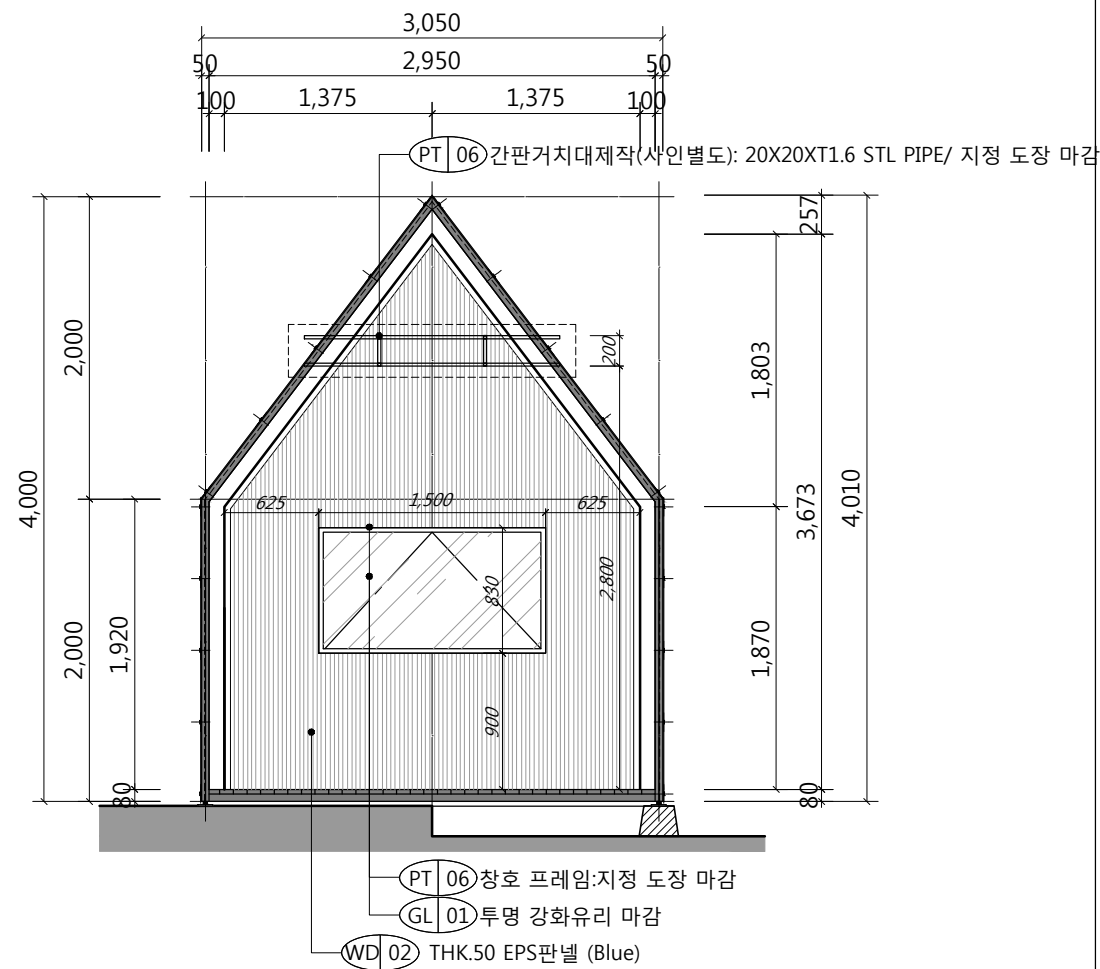 3,050
50 2,950 50
100 1,375 1,375 100
PT 06 간판거치대제작(사인별도): 20X20XT1.6 STL PIPE/ 지정 도장 마감
257
2,000
200
1,803
4,000
3,673
4,010
625 1,500 625
830
2,800
2,000
1,920
1,870
900
80
80
PT 06 창호 프레임:지정 도장 마감
GL 01 투명 강화유리 마감
WD 02 THK.50 EPS판넬 (Blue)